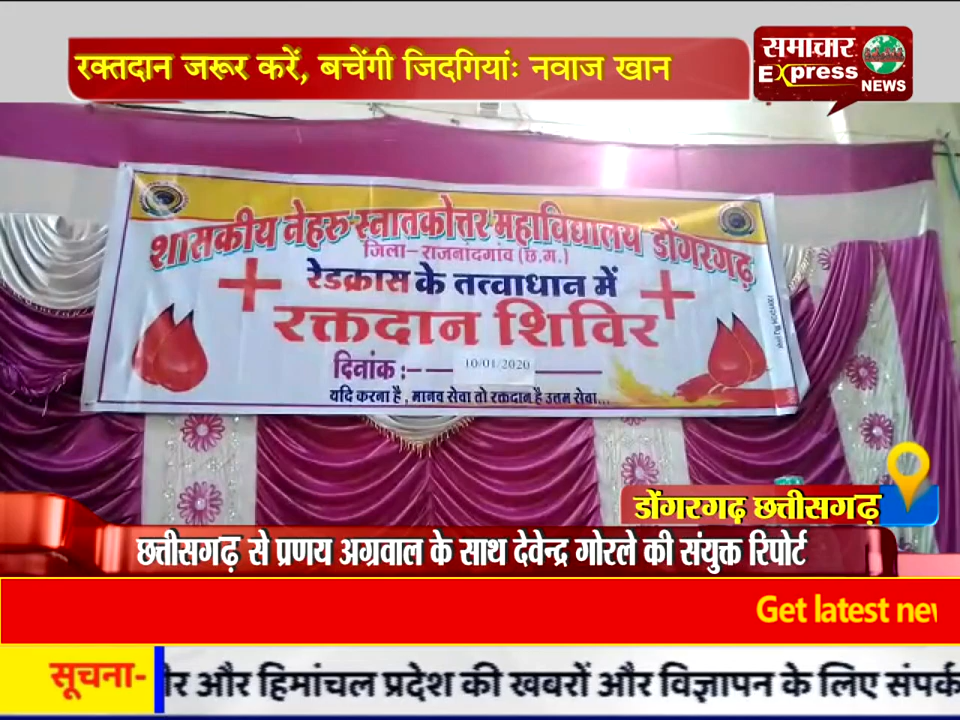 रक्तदान जरूर करें, बचेंगी जिदगियांः नवाज खान
समाचार
Express
NEWS
शासकीय नेहरू स्नातकोत्तर महाविद्यालय डोंगरगढ़
जिला-राजनांदगांव (छ.ग.)
रेडक्रास के तत्वाधान में
रक्तदान शिविर
दिनांक :-
10/01/2020
यदि करना है , मानव सेवा तो रक्तदान है उत्तम सेवा...
डोंगरगढ़ छत्तीसगढ़
छत्तीसगढ़ से प्रणय अग्रवाल के साथ देवेन्द्र गोरले की संयुक्त रिपोर्ट
Get latest
सूचना- और हिमांचल प्रदेश की खबरों और विज्ञापन के लिए संपर्क